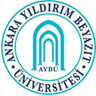 ANKARA YILDIRIM BEYAZIT
AYBÜ
ÜNİVERSİTESİ